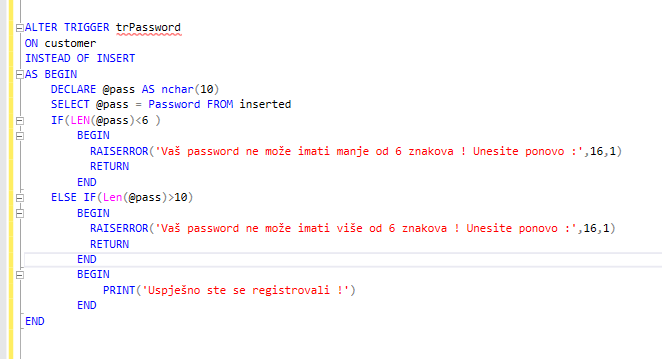 ALTER TRIGGER trPassword
ON customer
INSTEAD OF INSERT
AS BEGIN
DECLARE @pass AS nchar(10)
SELECT @pass = Password FROM inserted
IF(LEN(@pass)<6 )
BEGIN
RAISERROR('Vaš password ne može imati manje od 6 znakova ! Unesite ponovo :',16,1)
RETURN
END
ELSE IF(Len(@pass)>10)
BEGIN
RAISERROR('Vaš password ne može imati više od 6 znakova ! Unesite ponovo :',16,1)
RETURN
END
BEGIN
PRINT('Uspješno ste se registrovali !')
END
END